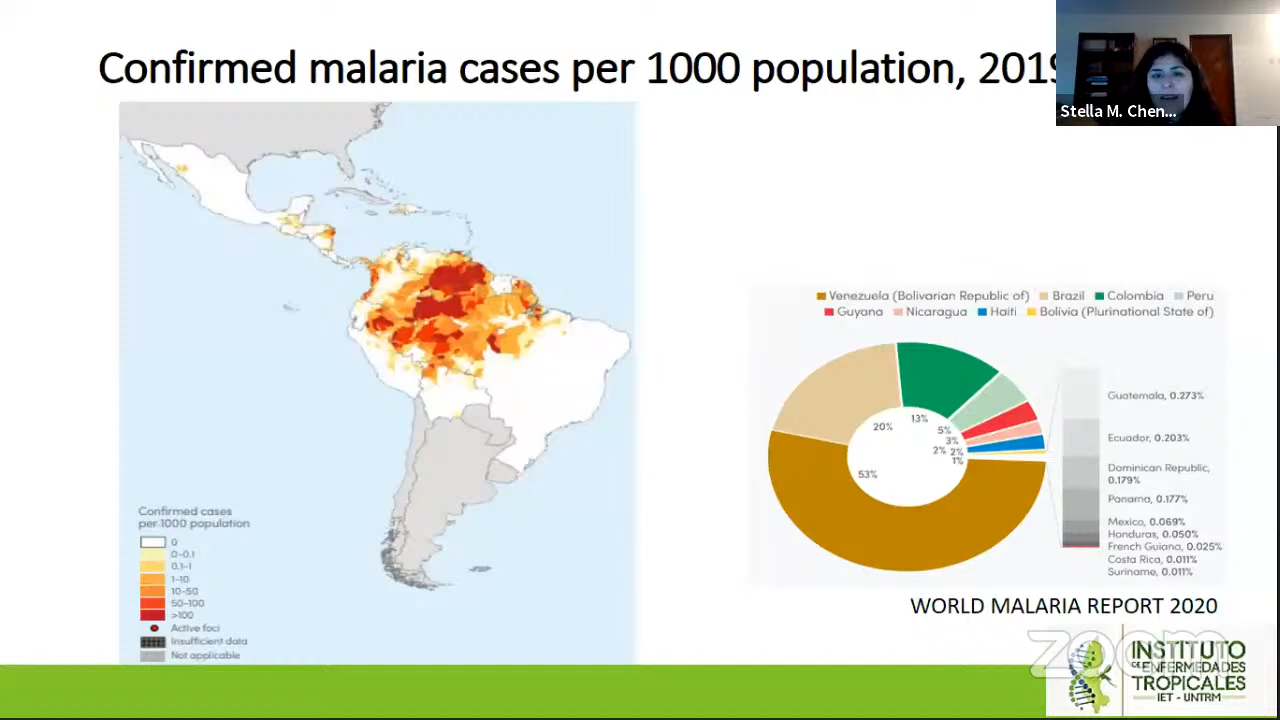 Confirmed malaria cases per 1000 population, 2019
Stella M. Chen...
Venezuela (Bolivarian Republic of) Brazil Colombia Peru
Guyana Nicaragua Haiti Bolivia (Plurinational State of)
13%
20%
5%
3%
2% 2%
1%
53%
Guatemala, 0.273%
Ecuador, 0.203%
Dominican Republic,
0.179%
Panama, 0.177%
Mexico, 0.069%
Honduras, 0.050%
French Guiana, 0.025%
Costa Rica, 0.011%
Suriname, 0.011%
Confirmed cases
per 1000 population
0
0–0.1
0.1–1
1–10
10–50
50–100
>100
Active foci
Insufficient data
Not applicable
WORLD MALARIA REPORT 2020
zoom
INSTITUTO
DE ENFERMEDADES
TROPICALES
IET - UNTRM